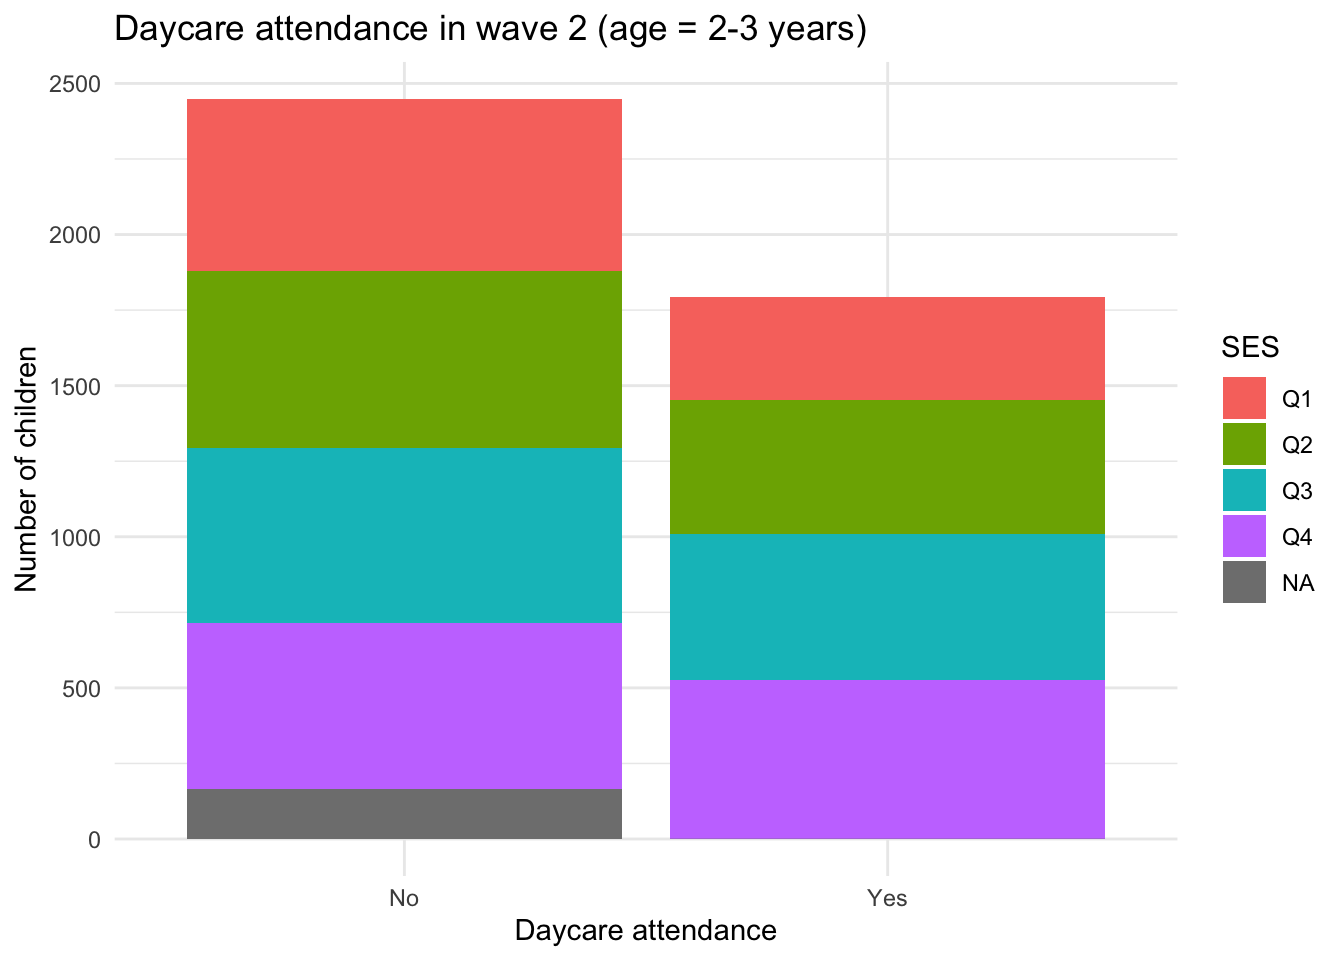 Daycare attendance in wave 2 (age = 2-3 years)
2500
2000
1500
1000
500
0
Number of children
No
Yes
Daycare attendance
SES
Q1
Q2
Q3
Q4
NA